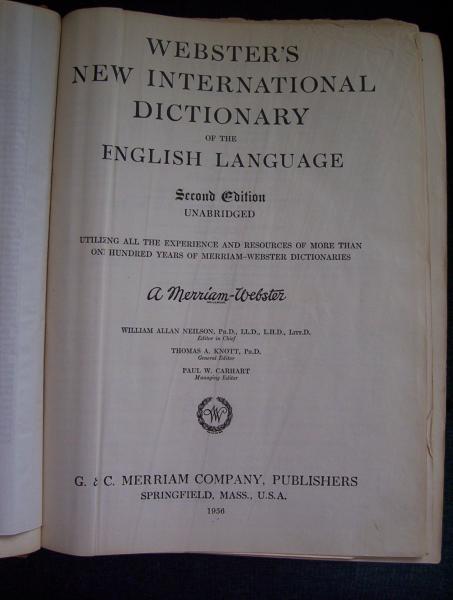 WEBSTER'S
NEW INTERNATIONAL
DICTIONARY
OF THE
ENGLISH LANGUAGE
Second Edition
UNABRIDGED
UTILIZING ALL THE EXPERIENCE AND RESOURCES OF MORE THAN
ONE HUNDRED YEARS OF MERRIAM-WEBSTER DICTIONARIES
A Merriam-Webster
WILLIAM ALLAN NEILSON, PH.D., LL.D., L.H.D., LITT.D.
Editor in Chief
THOMAS A. KNOTT, PH.D.
General Editor
PAUL W. CARHART
Managing Editor
W
G. & C. MERRIAM COMPANY, PUBLISHERS
SPRINGFIELD, MASS., U.S.A.
1956